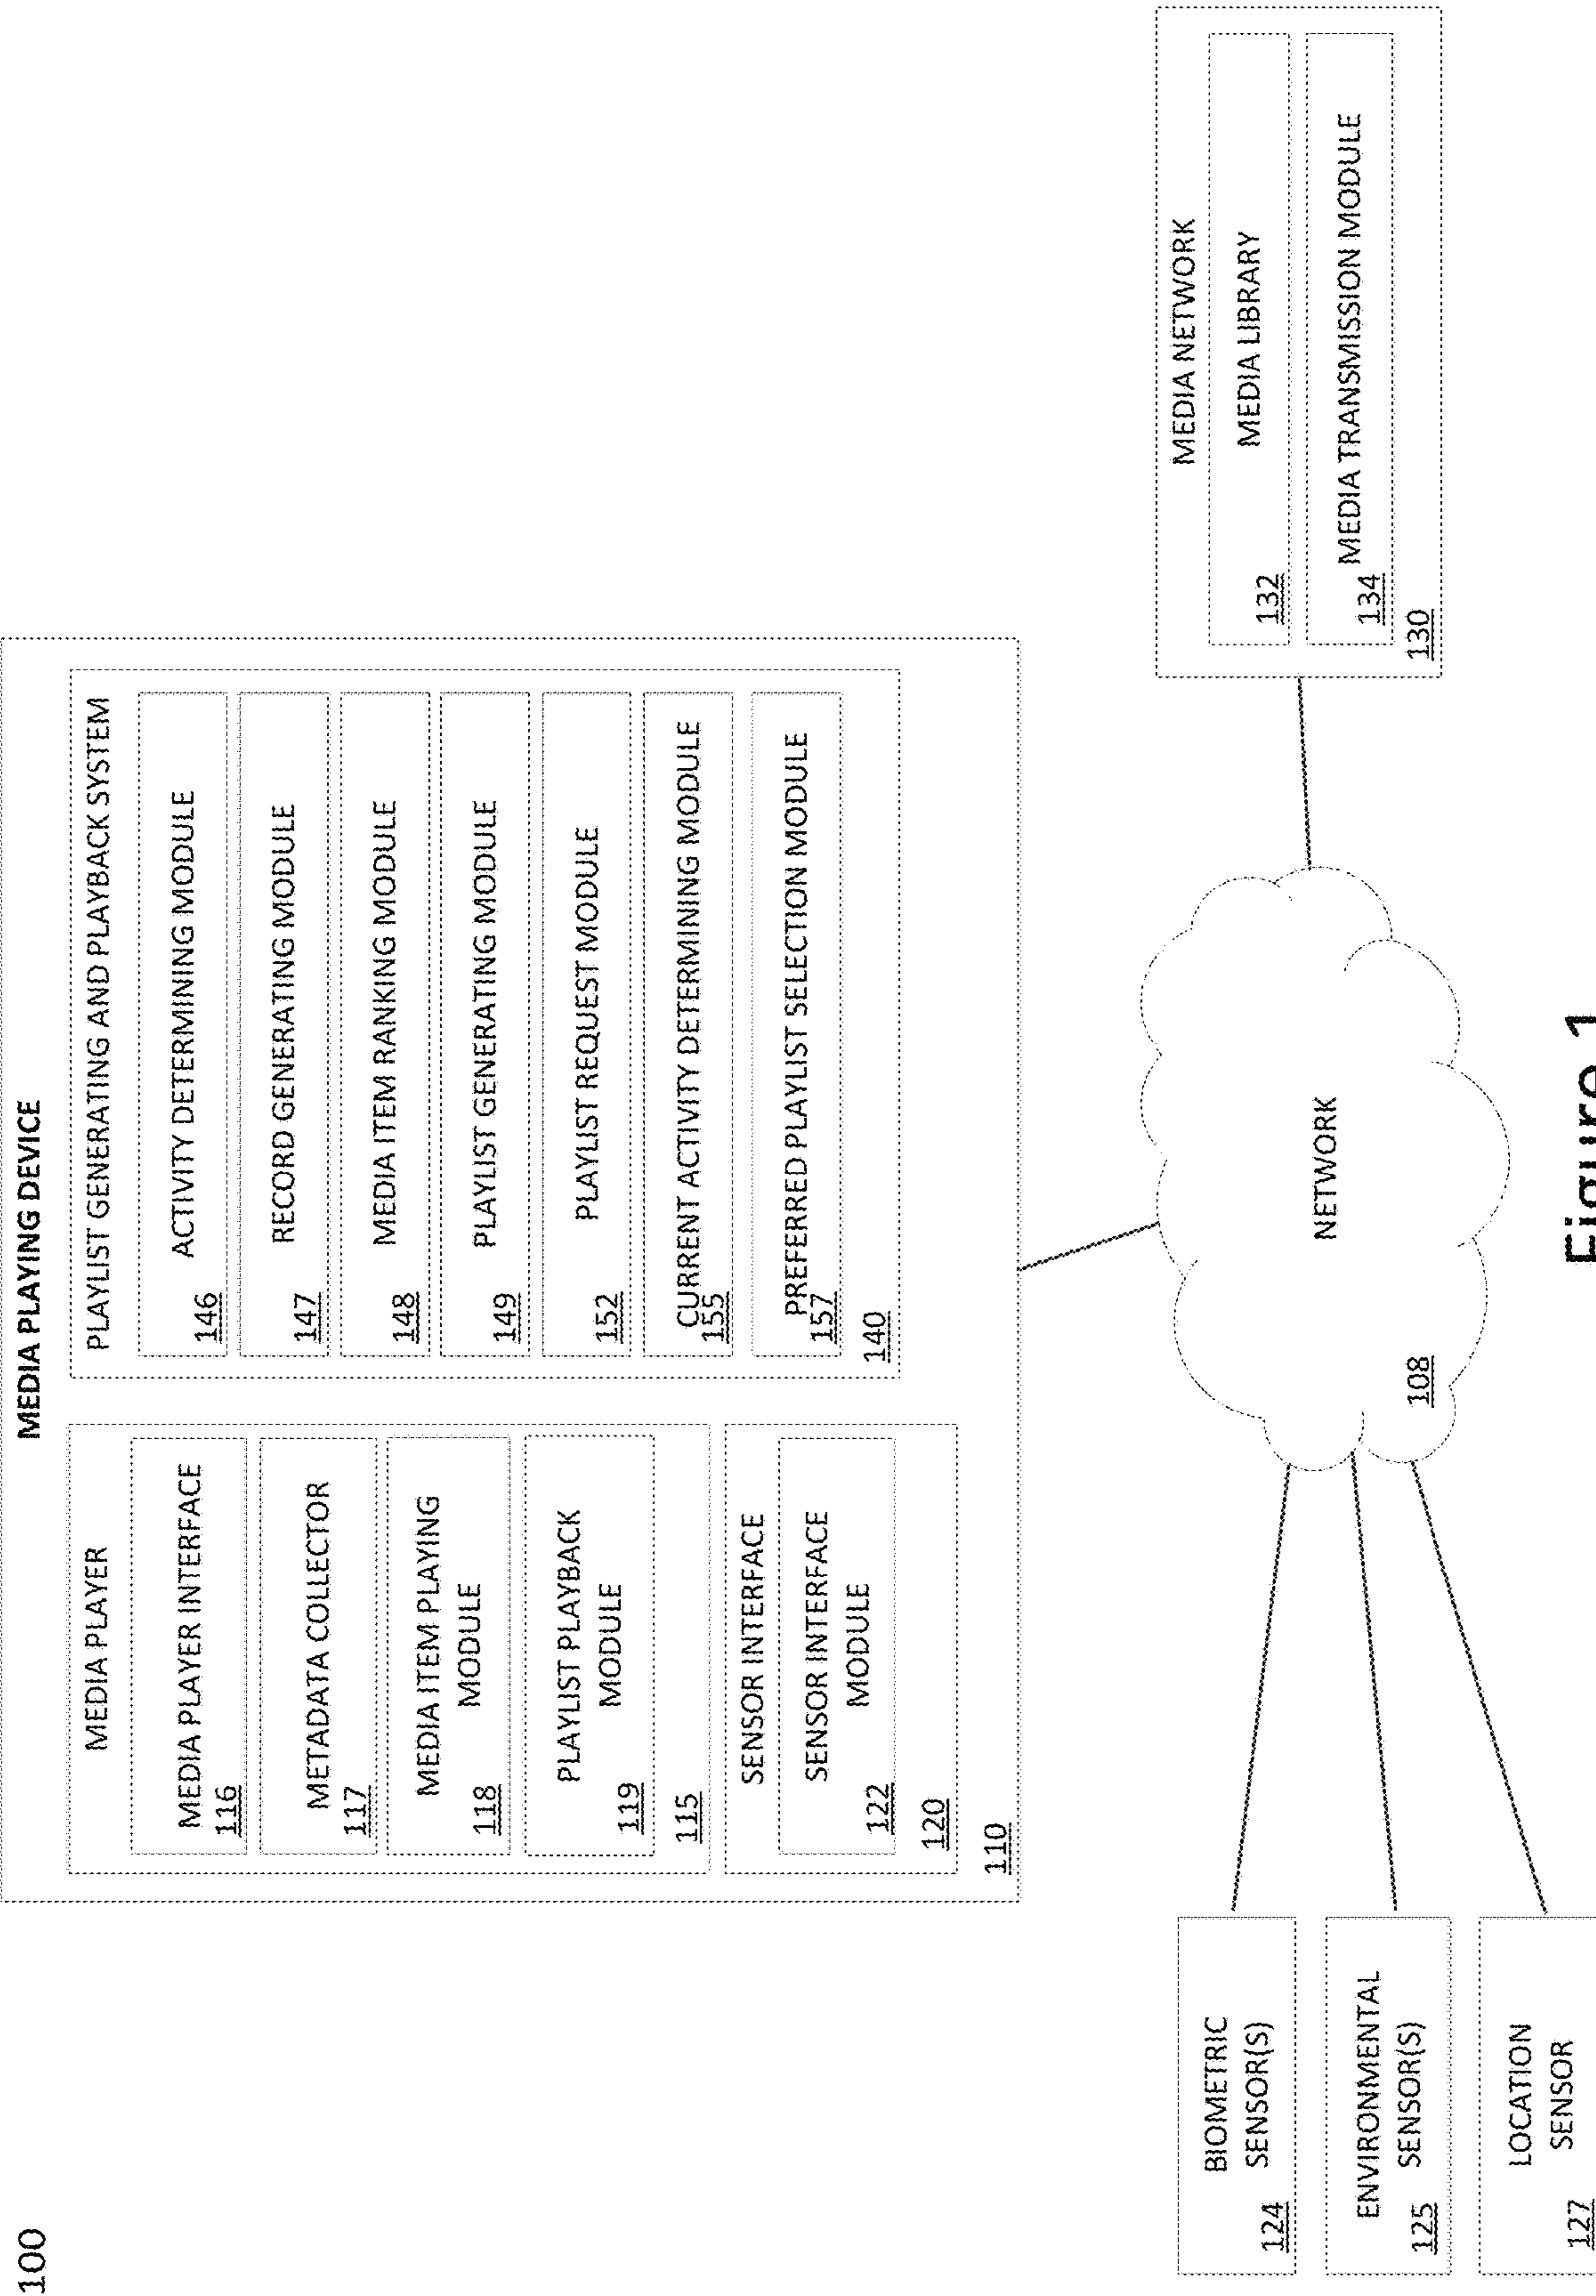 100
MEDIA PLAYING DEVICE
MEDIA PLAYER
MEDIA PLAYER INTERFACE
116
METADATA COLLECTOR
117
MEDIA ITEM PLAYING
MODULE
118
PLAYLIST PLAYBACK
MODULE
119
115
SENSOR INTERFACE
SENSOR INTERFACE
MODULE
122
120
110
PLAYLIST GENERATING AND PLAYBACK SYSTEM
ACTIVITY DETERMINING MODULE
146
RECORD GENERATING MODULE
147
MEDIA ITEM RANKING MODULE
148
PLAYLIST GENERATING MODULE
149
PLAYLIST REQUEST MODULE
152
CURRENT ACTIVITY DETERMINING MODULE
155
PREFERRED PLAYLIST SELECTION MODULE
157
140
BIOMETRIC
SENSOR(S)
124
ENVIRONMENTAL
SENSOR(S)
125
LOCATION
SENSOR
127
NETWORK
108
MEDIA NETWORK
MEDIA LIBRARY
132
MEDIA TRANSMISSION MODULE
134
130
Figure 1